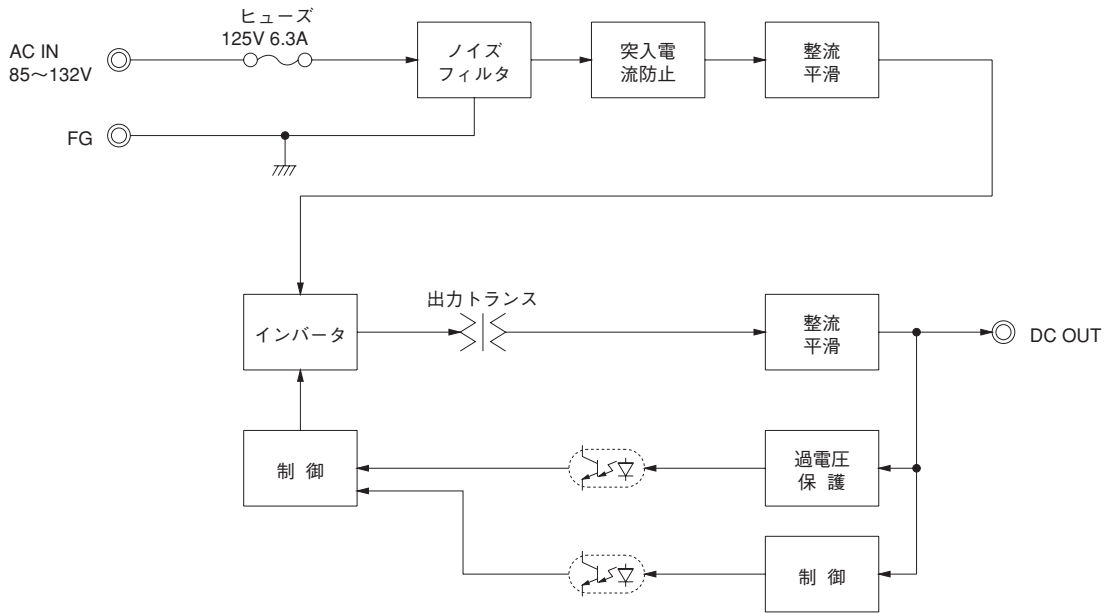 ヒューズ
125V 6.3A
AC IN
85～132V
ノイズ
フィルタ
突入電
流防止
整流
平滑
FG
インバータ
出力トランス
整流
平滑
DC OUT
制 御
過電圧
保 護
制 御